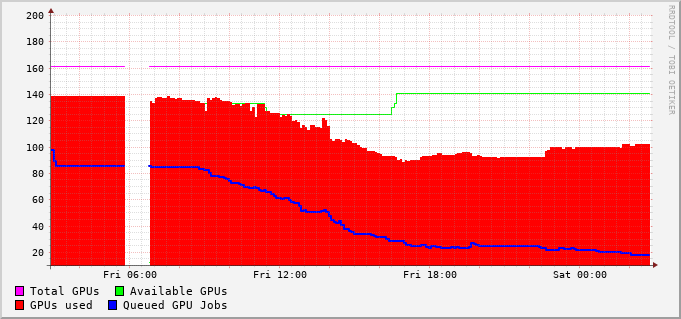 200
180
160
140
120
100
80
60
40
20
Fri 06:00 Fri 12:00 Fri 18:00 Sat 00:00
Total GPUs Available GPUs
GPUs used Queued GPU Jobs
RRDTOOL / TOBI OETIKER